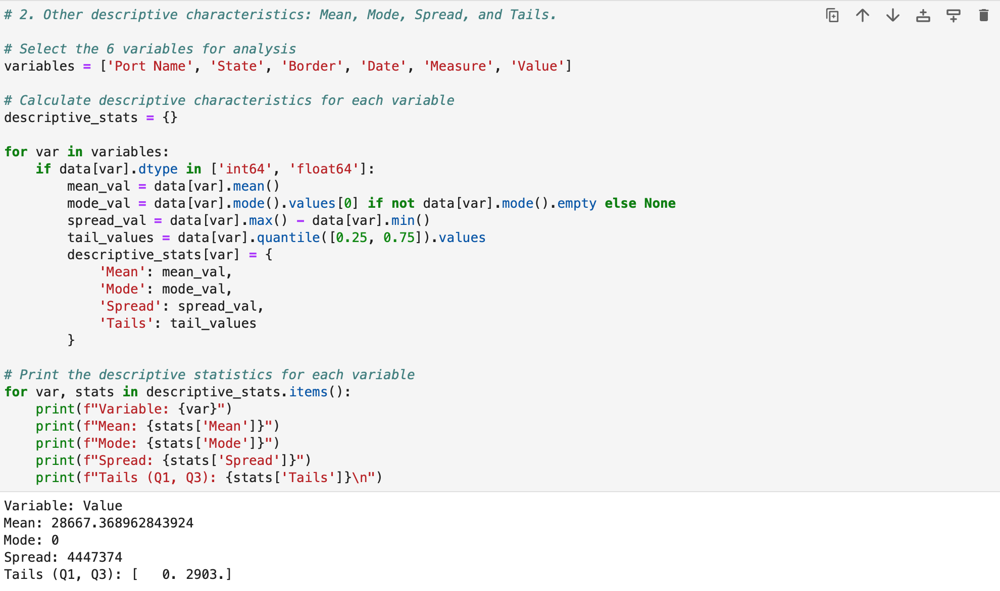 # 2. Other descriptive characteristics: Mean, Mode, Spread, and Tails.

# Select the 6 variables for analysis
variables = ['Port Name', 'State', 'Border', 'Date', 'Measure', 'Value']

# Calculate descriptive characteristics for each variable
descriptive_stats = {}

for var in variables:
    if data[var].dtype in ['int64', 'float64']:
        mean_val = data[var].mean()
        mode_val = data[var].mode().values[0] if not data[var].mode().empty else None
        spread_val = data[var].max() - data[var].min()
        tail_values = data[var].quantile([0.25, 0.75]).values
        descriptive_stats[var] = {
            'Mean': mean_val,
            'Mode': mode_val,
            'Spread': spread_val,
            'Tails': tail_values
        }

# Print the descriptive statistics for each variable
for var, stats in descriptive_stats.items():
    print(f"Variable: {var}")
    print(f"Mean: {stats['Mean']}")
    print(f"Mode: {stats['Mode']}")
    print(f"Spread: {stats['Spread']}")
    print(f"Tails (Q1, Q3): {stats['Tails']}\n")

Variable: Value
Mean: 28667.368962843924
Mode: 0
Spread: 4447374
Tails (Q1, Q3): [   0. 2903.]